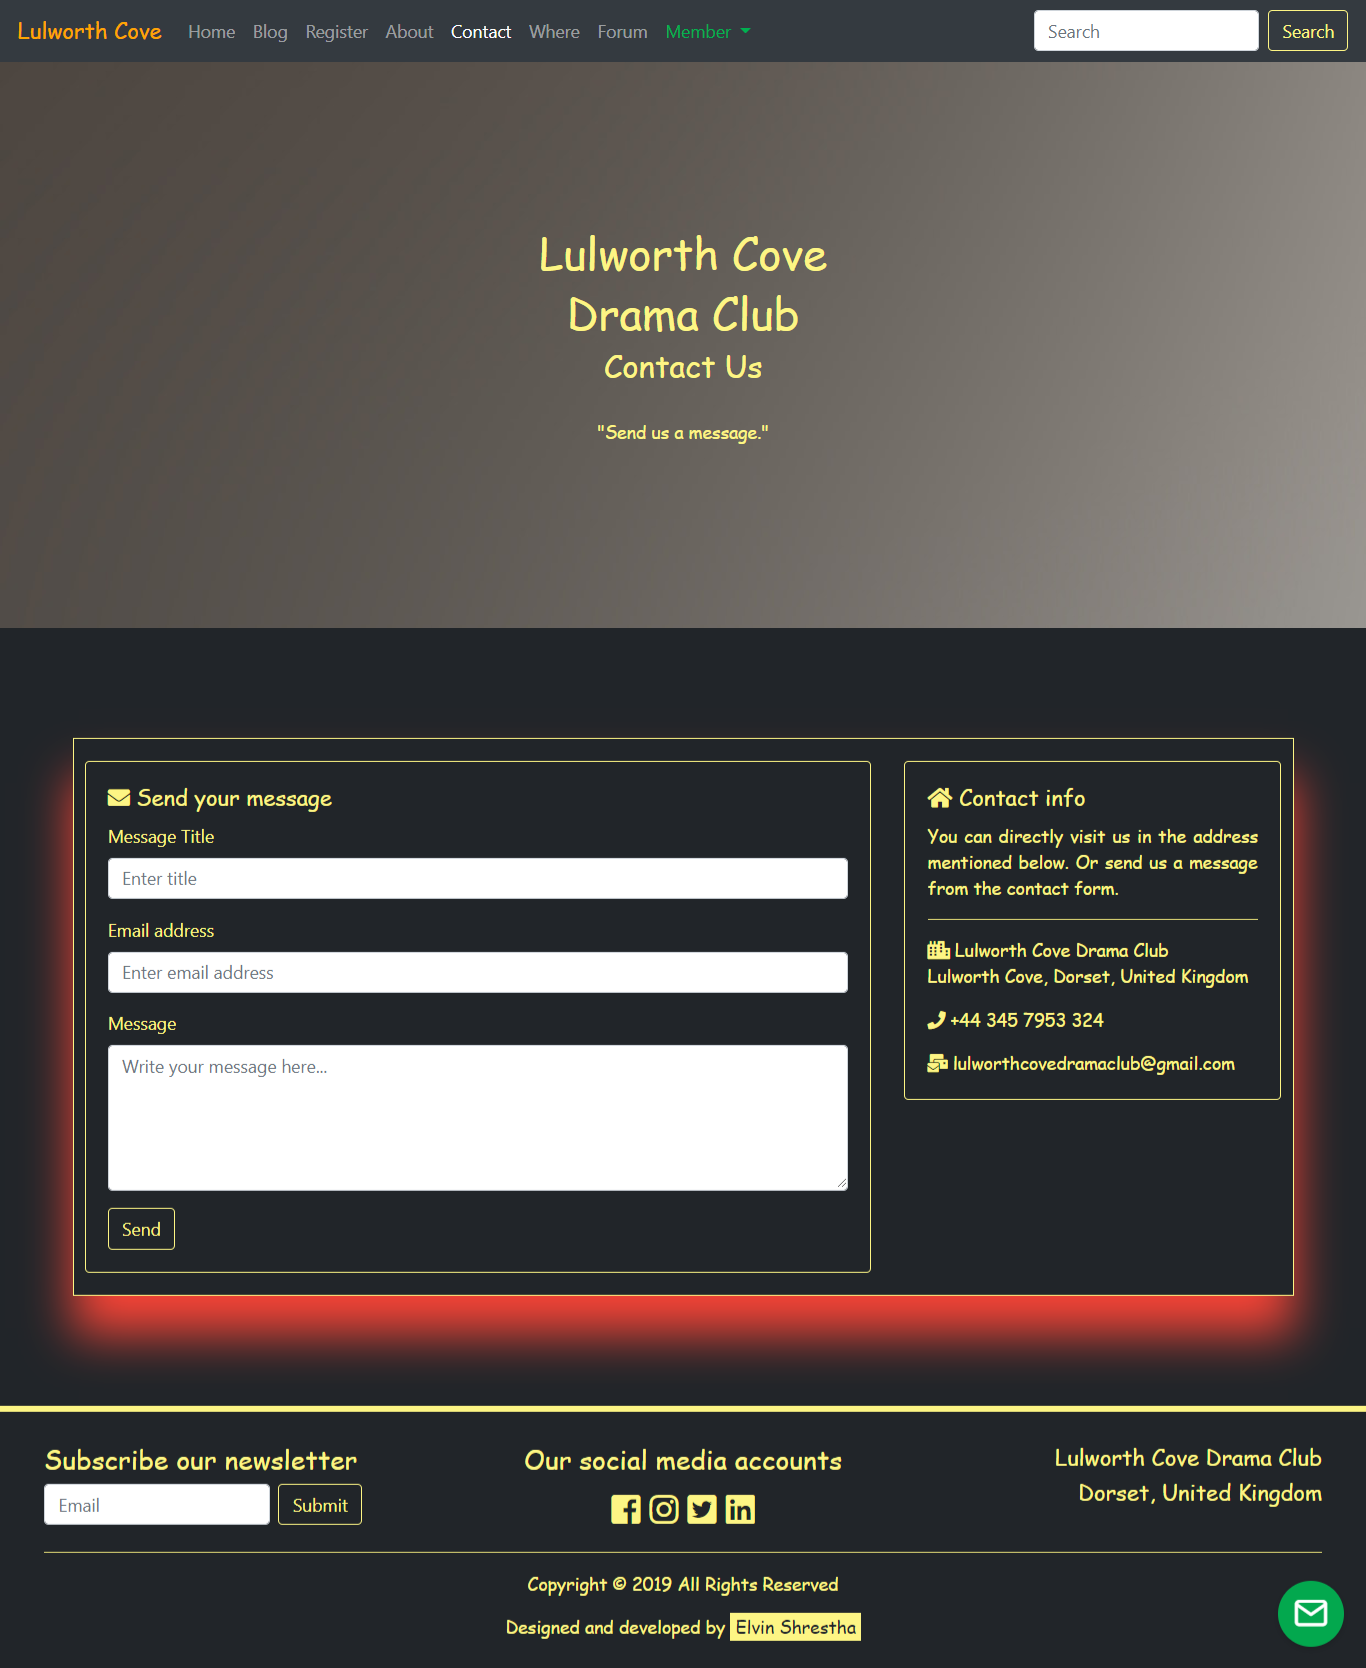 Lulworth Cove Home Blog Register About Contact Where Forum Member Search Search
Lulworth Cove
Drama Club
Contact Us
"Send us a message."
Send your message
Message Title
Enter title
Email address
Enter email address
Message
Write your message here...
Send
Contact info
You can directly visit us in the address
mentioned below. Or send us a message
from the contact form.
Lulworth Cove Drama Club
Lulworth Cove, Dorset, United Kingdom
+44 345 7953 324
lulworthcovedramaclub@gmail.com
Subscribe our newsletter
Email Submit
Our social media accounts
Lulworth Cove Drama Club
Dorset, United Kingdom
Copyright © 2019 All Rights Reserved
Designed and developed by Elvin Shrestha